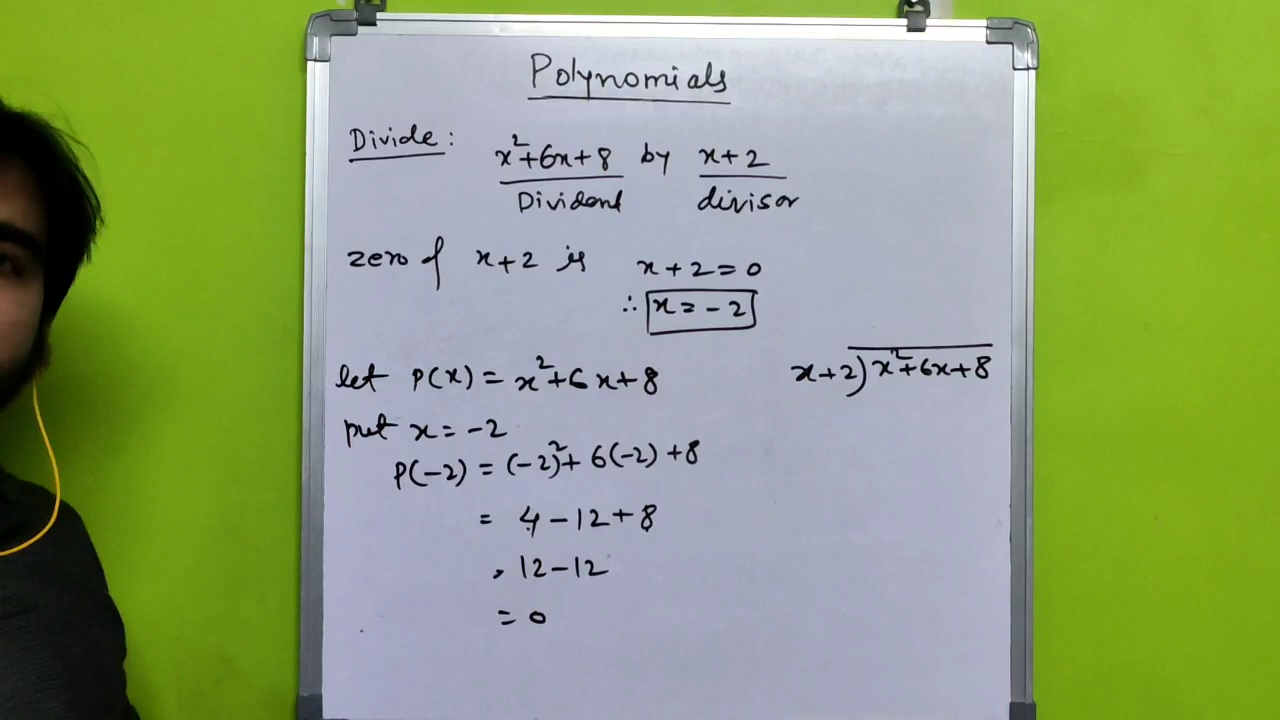 Polynomials
Divide: x²+6x+8 by x+2
Divident divisor
zero of x+2 is x+2=0
∴ x=-2
let P(x) = x²+6x+8
x+2)x²+6x+8
put x=-2
P(-2) = (-2)²+ 6(-2) +8
= 4-12+8
= 12-12
= 0